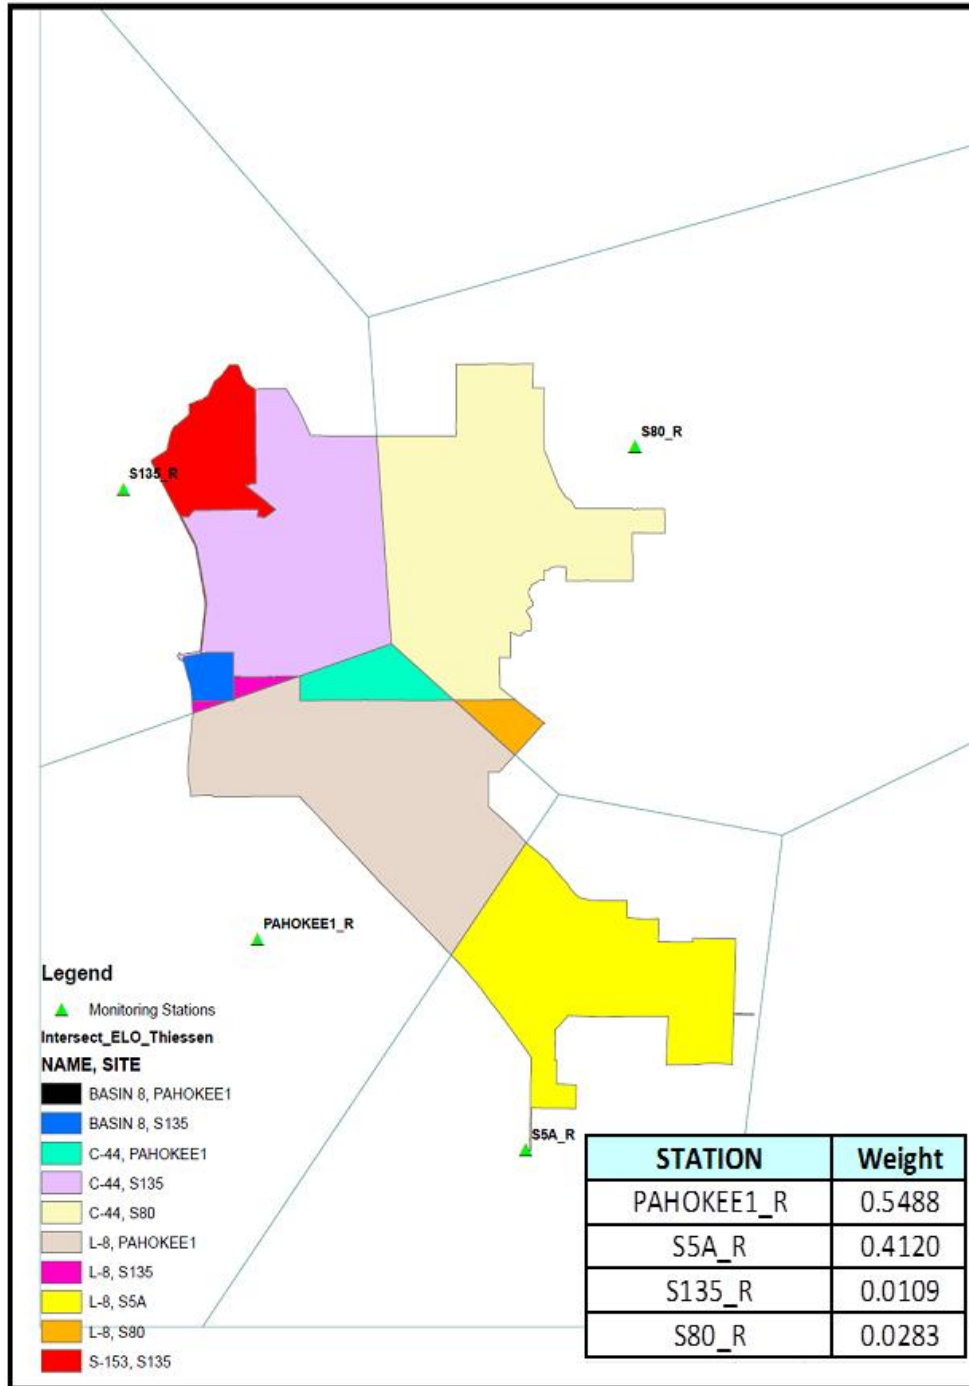 S80_R
S135_R
PAHOKEE1_R
Legend
Monitoring Stations
Intersect_ELO_Thiessen
NAME, SITE
BASIN 8, PAHOKEE1
BASIN 8, S135
C-44, PAHOKEE1
C-44, S135
C-44, S80
L-8, PAHOKEE1
L-8, S135
L-8, S5A
L-8, S80
S-153, S135
S5A_R
STATION Weight
PAHOKEE1_R 0.5488
S5A_R 0.4120
S135_R 0.0109
S80_R 0.0283